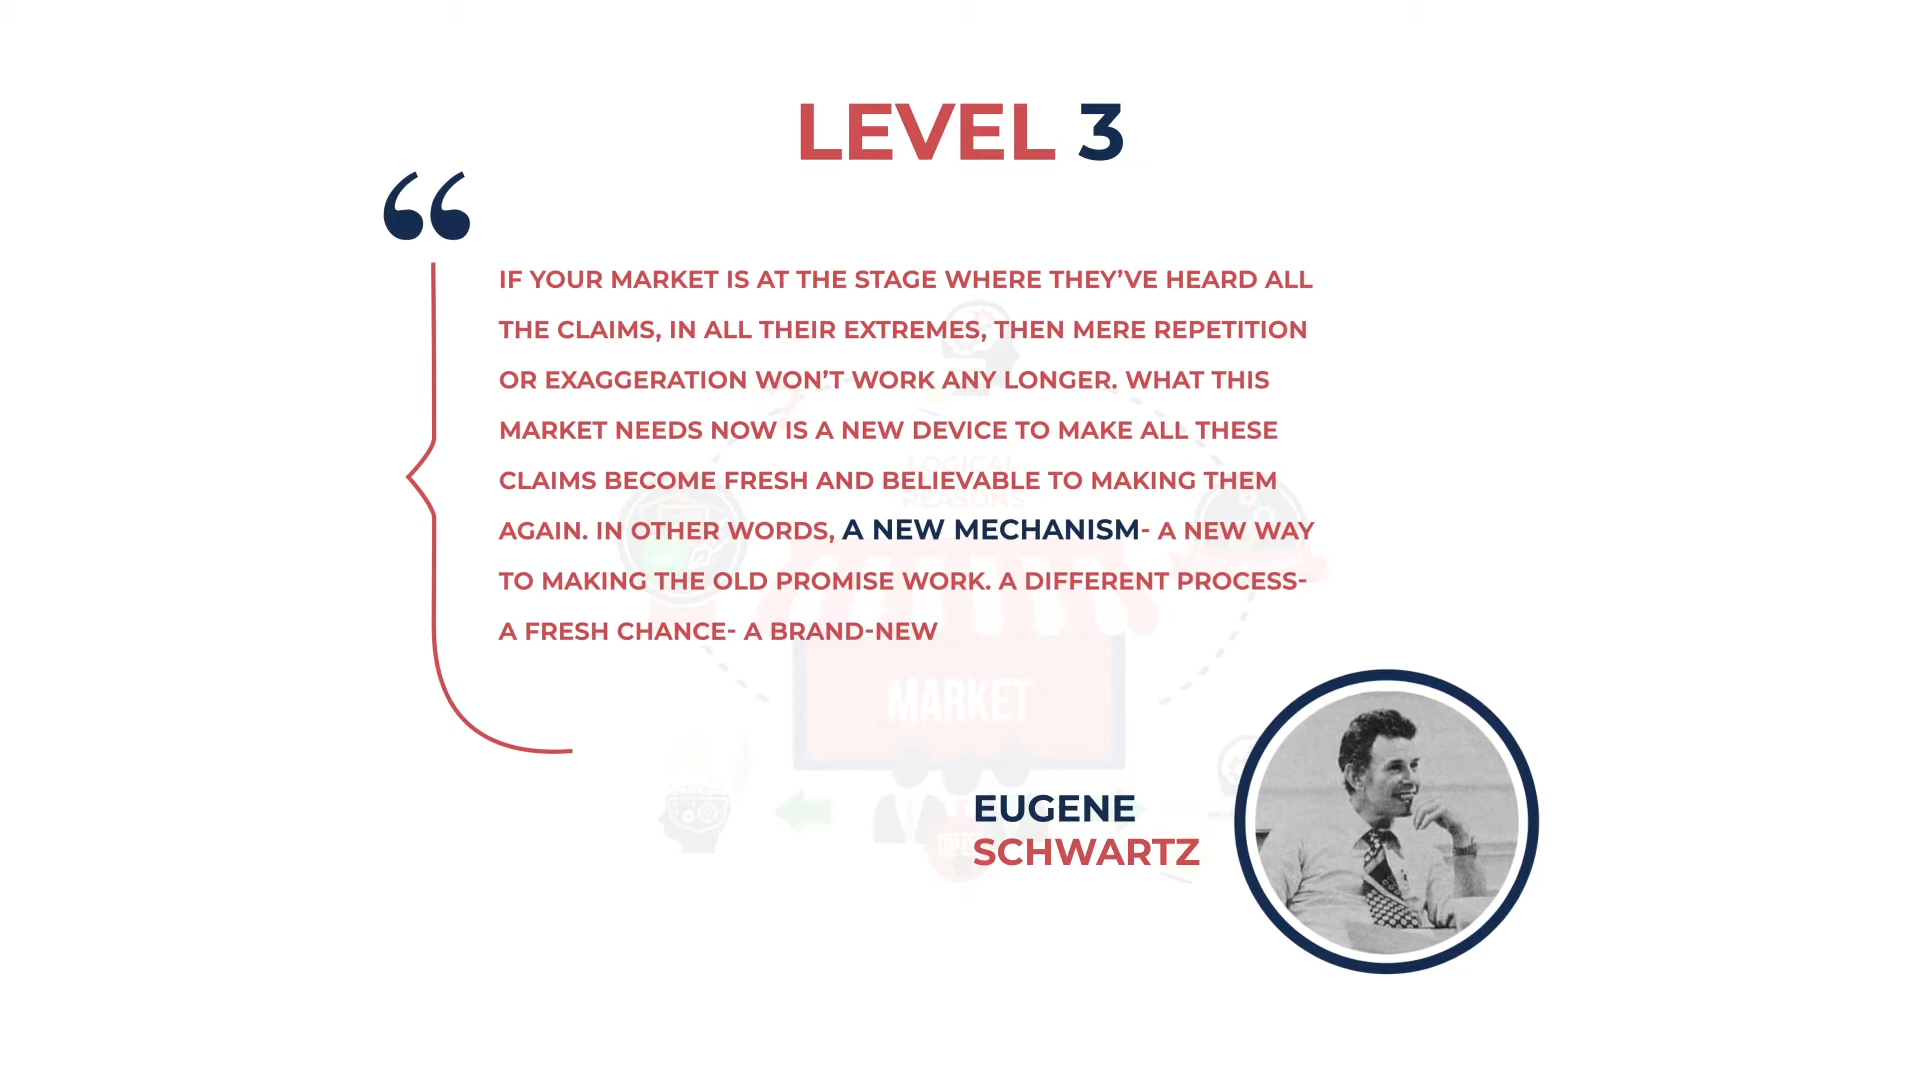 LEVEL 3
“
IF YOUR MARKET IS AT THE STAGE WHERE THEY’VE HEARD ALL
THE CLAIMS, IN ALL THEIR EXTREMES, THEN MERE REPETITION
OR EXAGGERATION WON’T WORK ANY LONGER. WHAT THIS
MARKET NEEDS NOW IS A NEW DEVICE TO MAKE ALL THESE
LOGICAL
CLAIMS BECOME FRESH AND BELIEVABLE TO MAKING THEM
REASONS
AGAIN. IN OTHER WORDS, A NEW MECHANISM- A NEW WAY
TO MAKING THE OLD PROMISE WORK. A DIFFERENT PROCESS-
A FRESH CHANCE- A BRAND-NEW
MARKET
EUGENE
SCHWARTZ